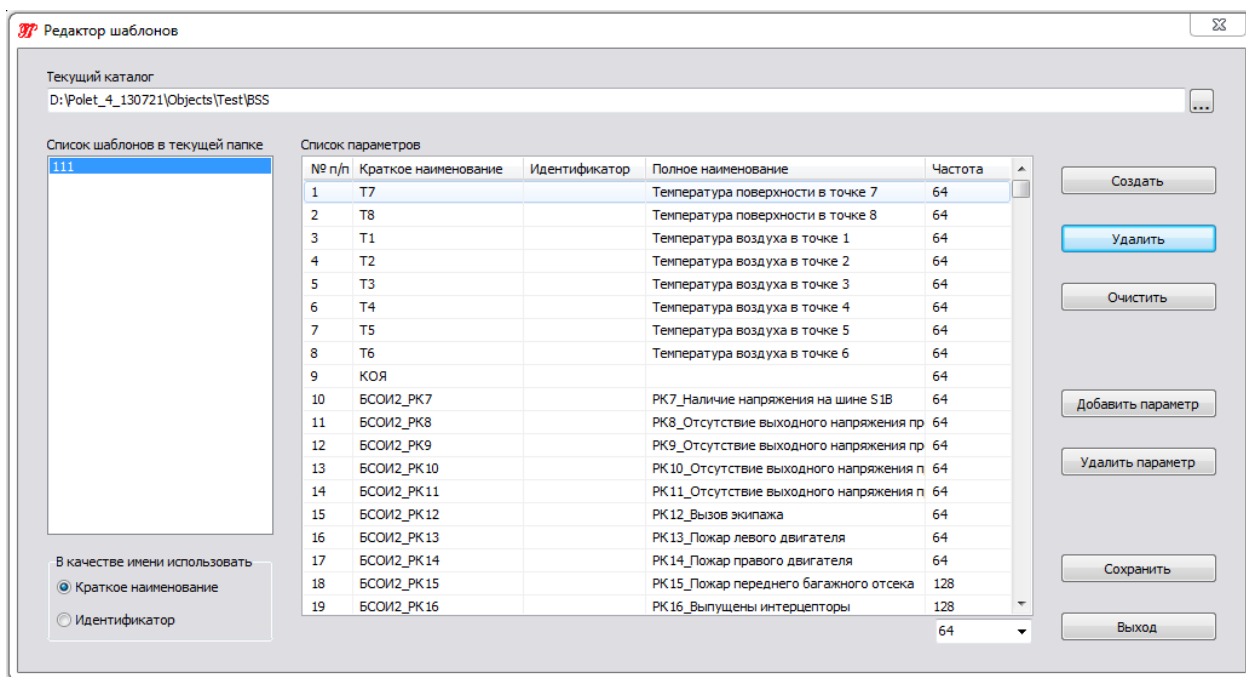 Редактор шаблонов
Текущий каталог
D:\Polet_4_130721\Objects\Test\BSS
...
Список шаблонов в текущей папке
Список параметров
111
№ п/п Краткое наименование Идентификатор Полное наименование Частота
1 Т7 Температура поверхности в точке 7 64
2 Т8 Температура поверхности в точке 8 64
3 Т1 Температура воздуха в точке 1 64
4 Т2 Температура воздуха в точке 2 64
5 Т3 Температура воздуха в точке 3 64
6 Т4 Температура воздуха в точке 4 64
7 Т5 Температура воздуха в точке 5 64
8 Т6 Температура воздуха в точке 6 64
9 КОЯ 64
10 БСОИ2_РК7 РК7_Наличие напряжения на шине S1B 64
11 БСОИ2_РК8 РК8_Отсутствие выходного напряжения пр 64
12 БСОИ2_РК9 РК9_Отсутствие выходного напряжения пр 64
13 БСОИ2_РК10 РК10_Отсутствие выходного напряжения п 64
14 БСОИ2_РК11 РК11_Отсутствие выходного напряжения п 64
15 БСОИ2_РК12 РК12_Вызов экипажа 64
16 БСОИ2_РК13 РК13_Пожар левого двигателя 64
17 БСОИ2_РК14 РК14_Пожар правого двигателя 64
18 БСОИ2_РК15 РК15_Пожар переднего багажного отсека 128
19 БСОИ2_РК16 РК16_Выпущены интерцепторы 128
64
В качестве имени использовать
Краткое наименование
Идентификатор
Создать
Удалить
Очистить
Добавить параметр
Удалить параметр
Сохранить
Выход